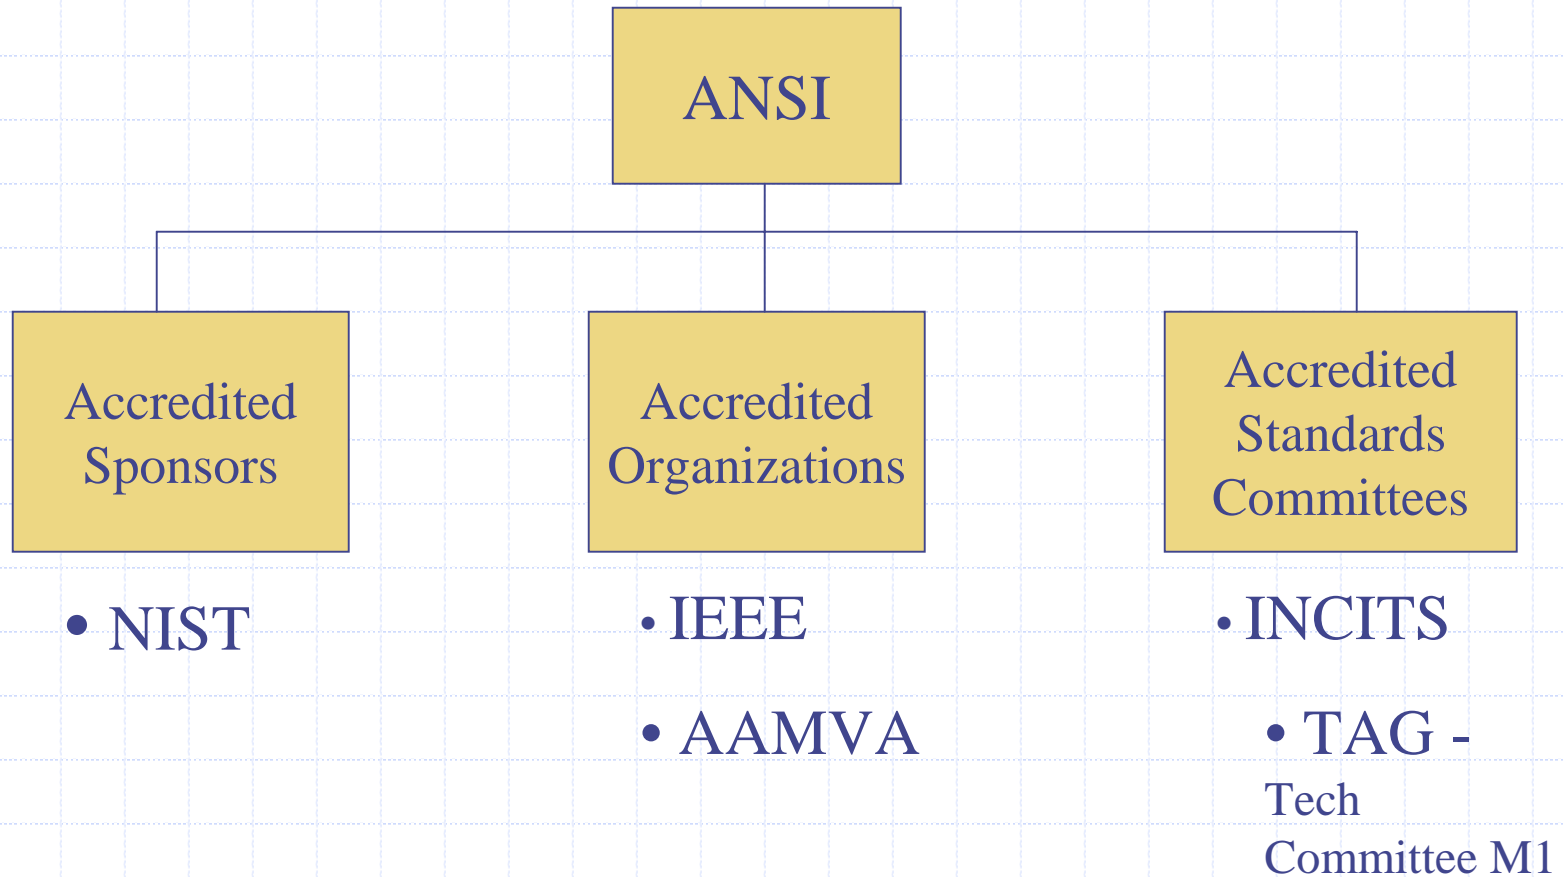 ANSI
Accredited
Sponsors
Accredited
Organizations
Accredited
Standards
Committees
• NIST
• IEEE
• AAMVA
• INCITS
• TAG -
Tech
Committee M1